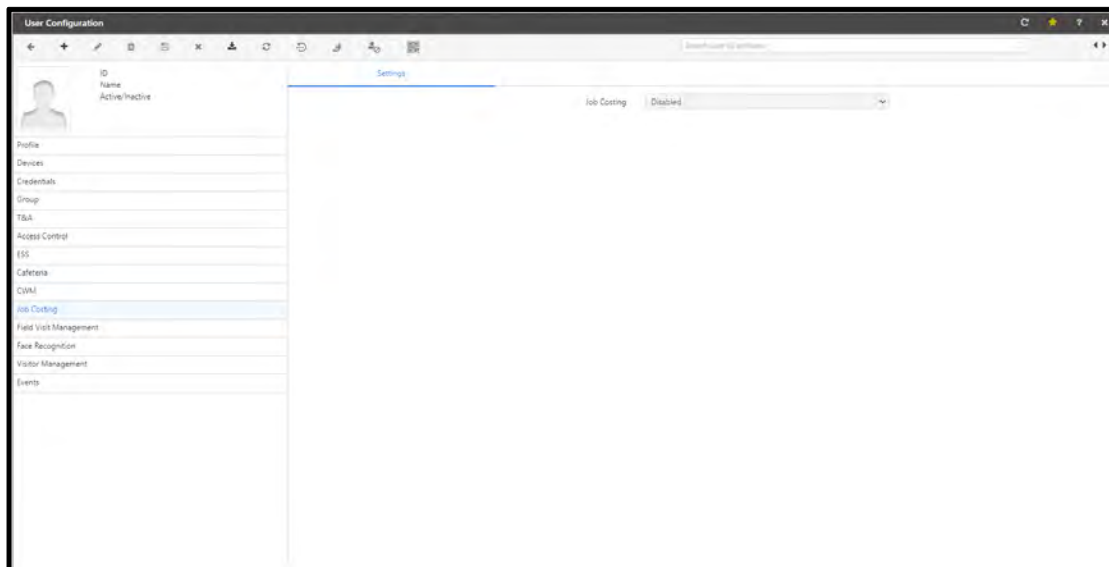 User Configuration
ID
Name
Active/Inactive
Settings
Job Costing
Disabled
Profile
Devices
Credentials
Group
T&A
Access Control
ESS
Cafeteria
CWM
Job Costing
Field Visit Management
Face Recognition
Visitor Management
Events